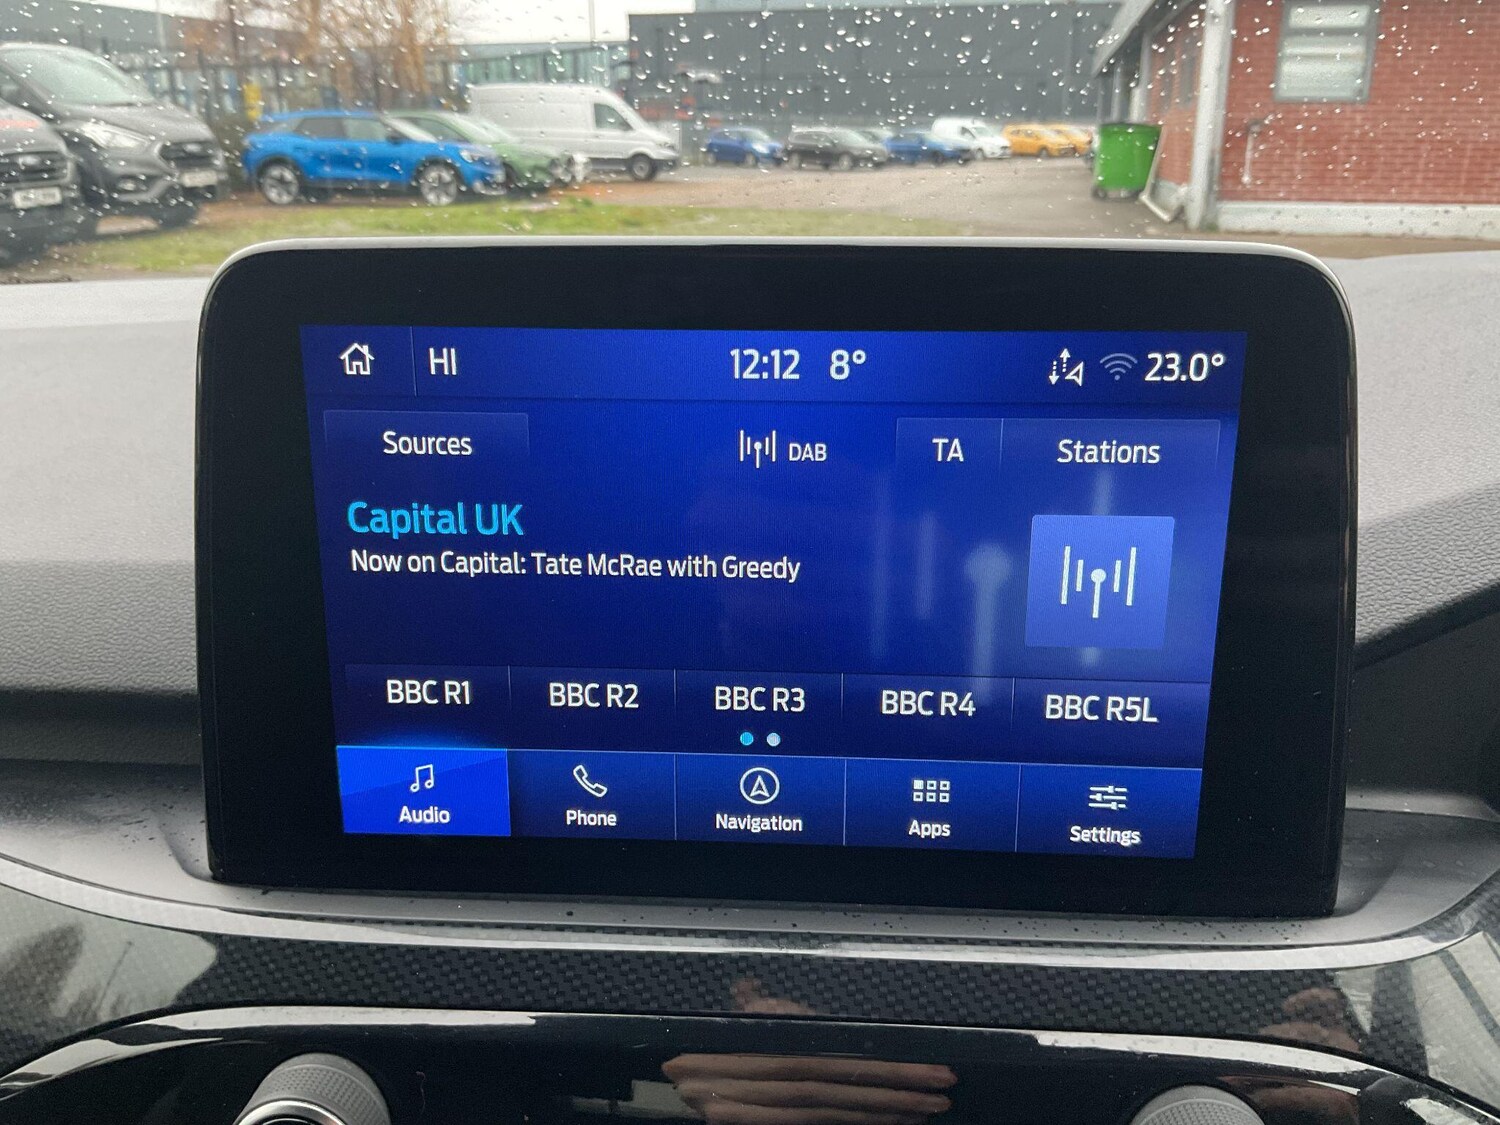 HI 12:12 8° 23.0°
Sources DAB TA Stations
Capital UK
Now on Capital: Tate McRae with Greedy
BBC R1 BBC R2 BBC R3 BBC R4 BBC R5L
Audio Phone Navigation Apps Settings